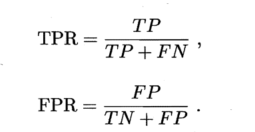 TPR = TP / (TP + FN) ,
FPR = FP / (TN + FP) .